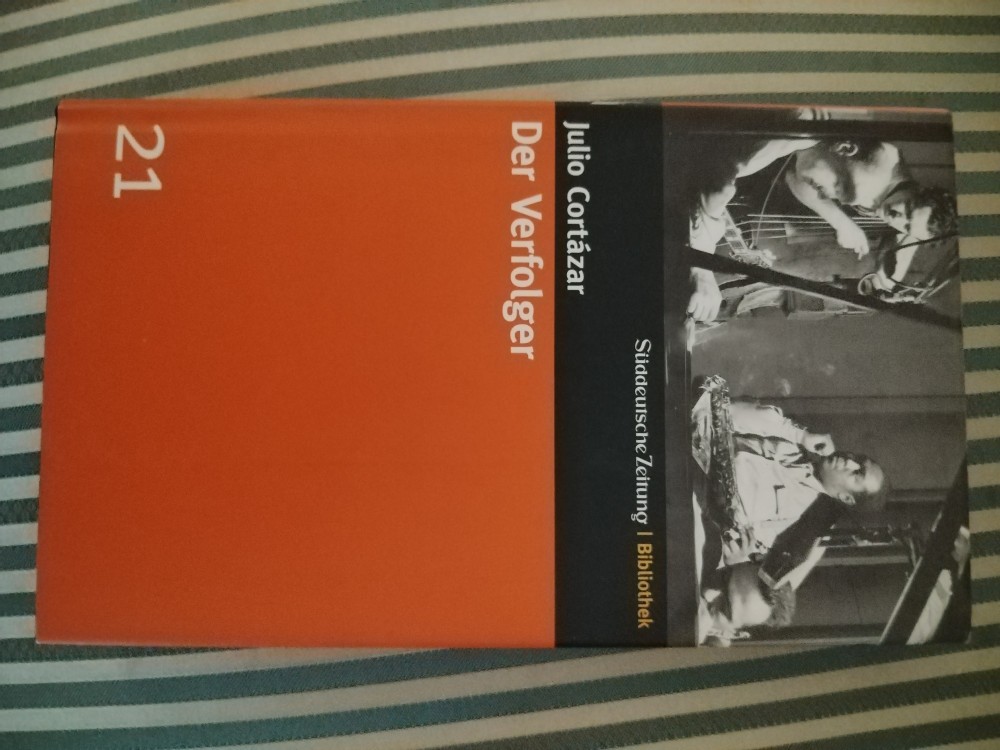 Süddeutsche Zeitung | Bibliothek
Julio Cortázar
Der Verfolger
21